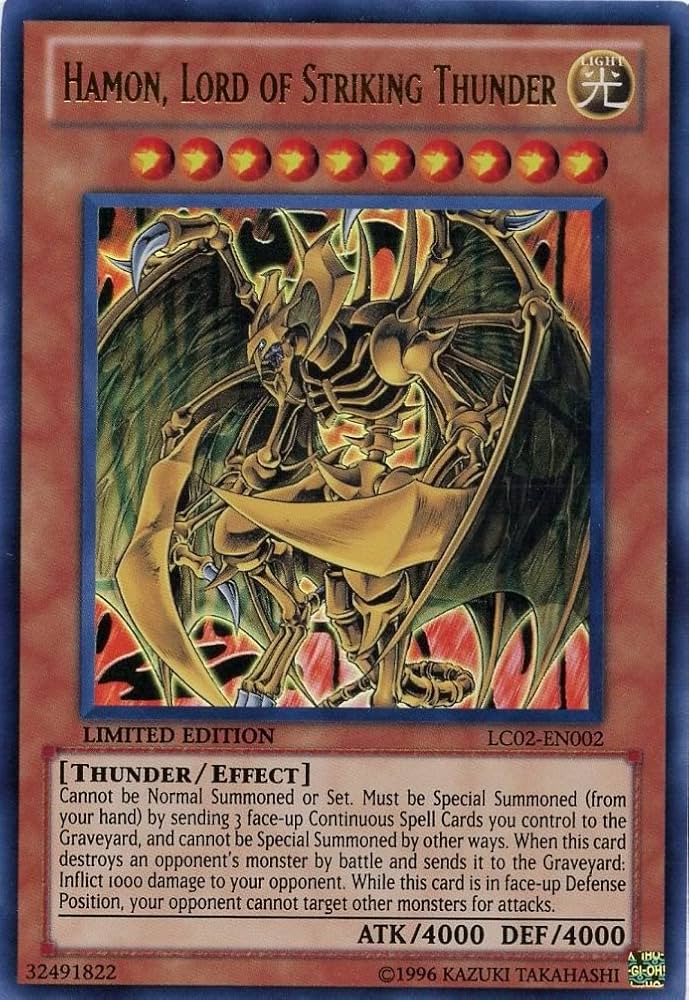 HAMON, LORD OF STRIKING THUNDER
LIGHT
光
LIMITED EDITION
LC02-EN002
[THUNDER/EFFECT]
Cannot be Normal Summoned or Set. Must be Special Summoned (from
your hand) by sending 3 face-up Continuous Spell Cards you control to the
Graveyard, and cannot be Special Summoned by other ways. When this card
destroys an opponent's monster by battle and sends it to the Graveyard:
Inflict 1000 damage to your opponent. While this card is in face-up Defense
Position, your opponent cannot target other monsters for attacks.
ATK/4000 DEF/4000
32491822
©1996 KAZUKI TAKAHASHI
GI-OH!